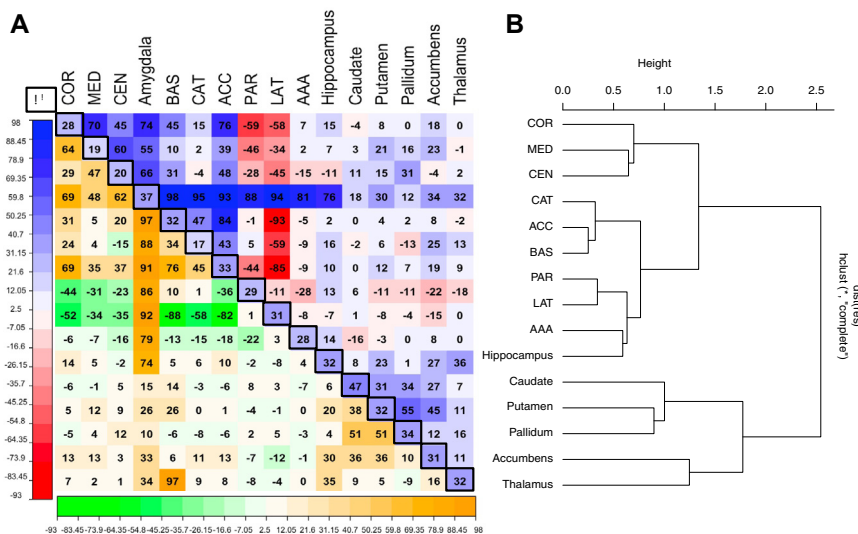 A
B
COR MED CEN Amygdala BAS CAT ACC PAR LAT AAA Hippocampus Caudate Putamen Pallidum Accumbens Thalamus
Height
0.0 0.5 1.0 1.5 2.0 2.5
98 88.45 78.9 69.35 59.8 50.25 40.7 31.15 21.6 12.05 2.5 -7.05 -16.6 -26.15 -35.7 -45.25 -54.8 -64.35 -73.9 -83.45 -93
28 70 45 74 45 15 76 -59 -58 7 15 -4 8 0 18 0
64 19 60 55 10 2 39 -46 -34 2 7 13 21 16 23 -1
29 47 20 66 31 -4 48 -28 -45 -15 -11 11 15 31 -4 2
69 48 62 37 98 95 93 88 94 81 76 18 30 12 34 32
31 5 20 97 32 47 84 -1 -93 0 2 4 2 2 8 -2
24 4 -15 88 34 17 43 5 -59 -9 16 -2 6 -13 25 13
69 35 37 91 76 45 33 -44 -85 -9 10 0 12 7 19 9
-44 -31 -23 86 10 1 -36 29 -11 -28 13 6 -11 -11 -22 -18
-52 -34 -35 92 -88 -58 -82 1 31 -8 -7 1 -8 -4 -15 0
-6 -7 -16 79 -13 -15 -18 -22 3 28 14 -16 -3 0 8 0
14 5 -2 74 5 6 10 -2 -8 4 32 8 23 1 27 36
-6 -1 5 15 14 -3 -6 8 3 -7 6 47 31 34 27 7
5 12 9 26 26 0 1 -4 -1 0 20 38 32 55 45 11
-5 4 12 10 -6 -8 -6 2 5 -3 4 51 51 34 12 16
13 13 3 33 6 11 13 -7 -12 -1 30 36 36 10 31 11
7 2 1 34 97 9 8 -8 -4 0 35 9 5 -9 16 32
-93 -83.45 -73.9 -64.35 -54.8 -45.25 -35.7 -26.15 -16.6 -7.05 2.5 12.05 21.6 31.15 40.7 50.25 59.8 69.35 78.9 88.45 98
COR
MED
CEN
CAT
ACC
BAS
PAR
LAT
AAA
Hippocampus
Caudate
Putamen
Pallidum
Accumbens
Thalamus
hclust (*, "complete")